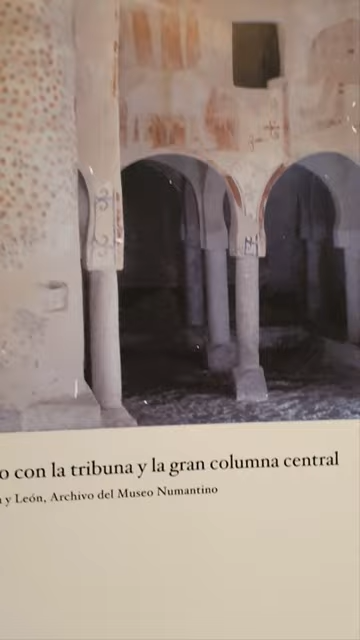 o con la tribuna y la gran columna central
y León, Archivo del Museo Numantino